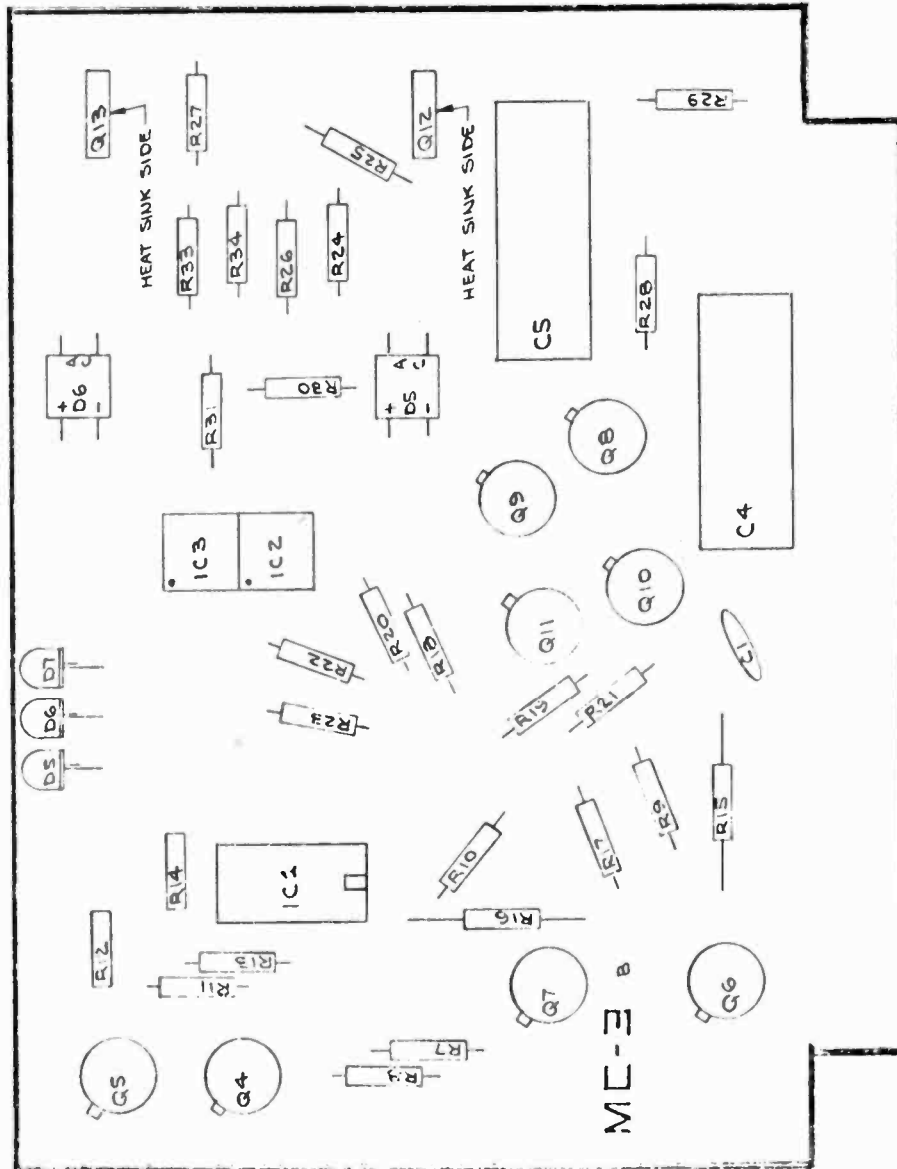 Q13
HEAT SINK SIDE
R27
R25
Q12
HEAT SINK SIDE
R29
R33
R34
R26
R24
C5
R28
D6
+
-
A
C
R31
R30
D5
+
-
A
C
Q8
Q9
C4
IC3
IC2
Q10
Q11
R20
R18
C1
D7
D6
D5
R22
R23
R19
R21
R9
R15
R17
R10
R14
IC1
R16
R12
R13
R11
Q7
B
Q6
MC-3
R7
Q5
Q4